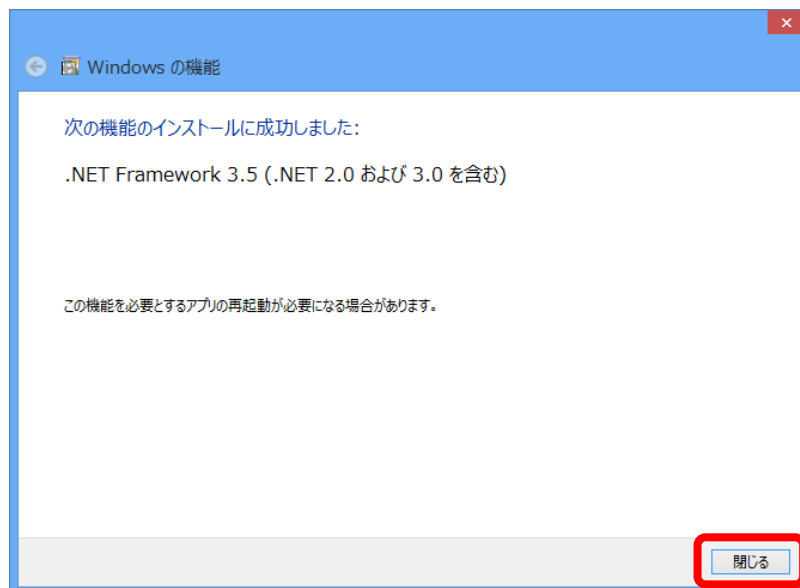 Windows の機能
次の機能のインストールに成功しました:
.NET Framework 3.5 (.NET 2.0 および 3.0 を含む)
この機能を必要とするアプリの再起動が必要になる場合があります。
閉じる